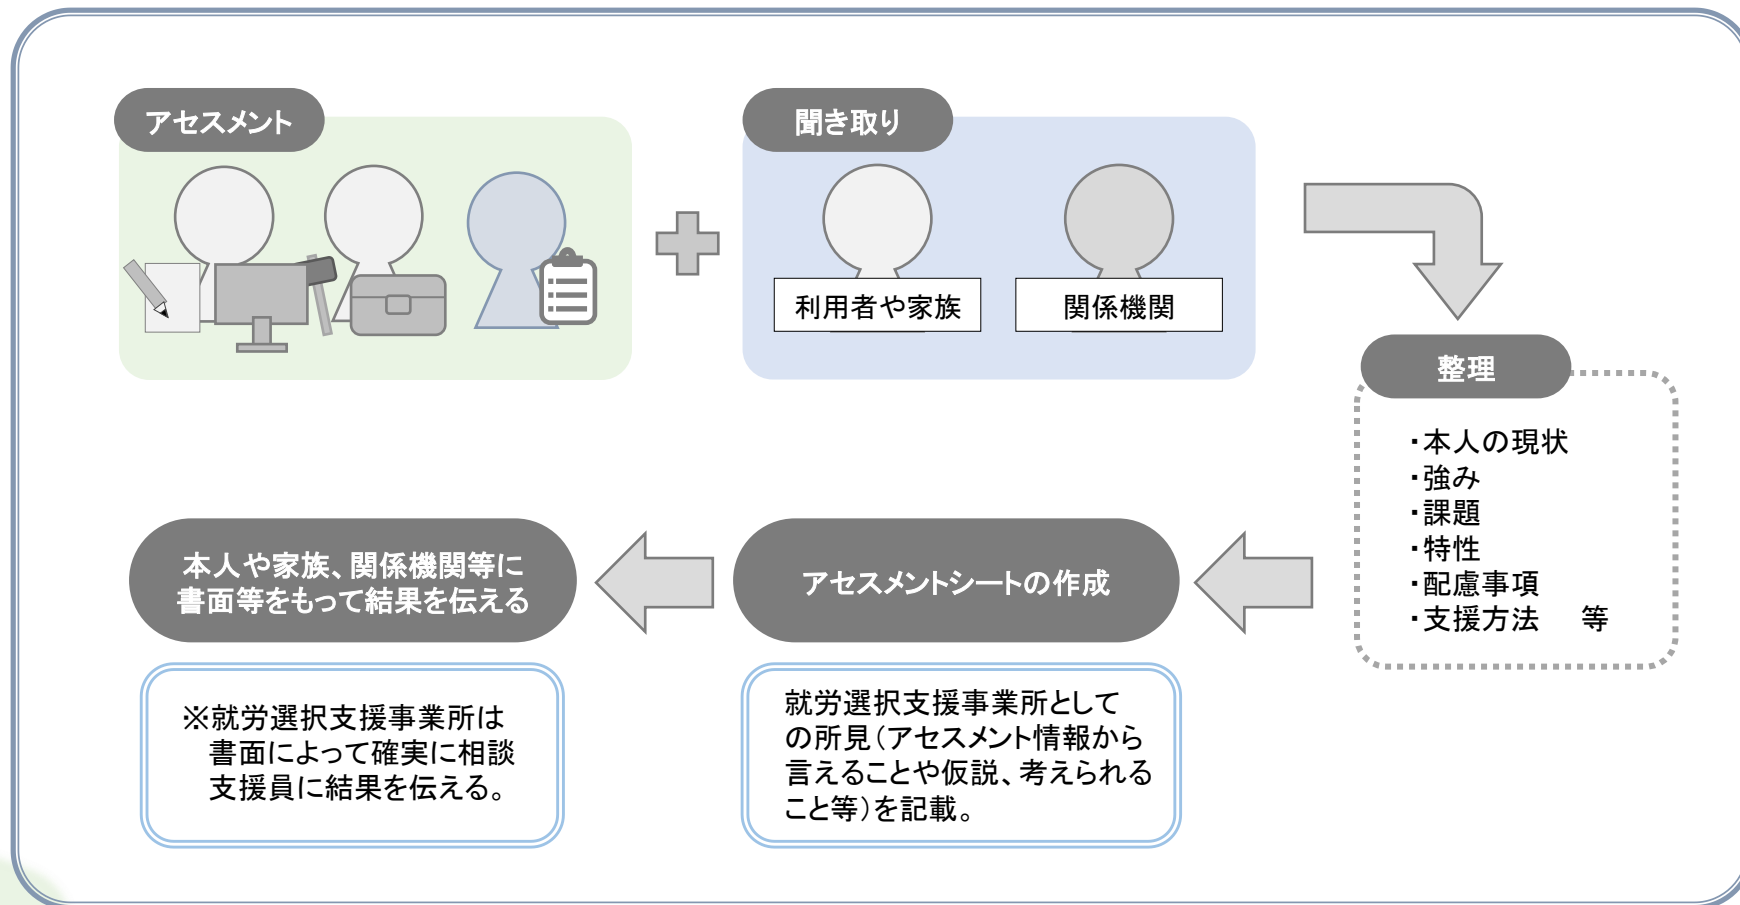 アセスメント
聞き取り
利用者や家族
関係機関
整理
・本人の現状
・強み
・課題
・特性
・配慮事項
・支援方法　等
アセスメントシートの作成
就労選択支援事業所として
の所見（アセスメント情報から
言えることや仮説、考えられる
こと等）を記載。
本人や家族、関係機関等に
書面等をもって結果を伝える
※就労選択支援事業所は
書面によって確実に相談
支援員に結果を伝える。